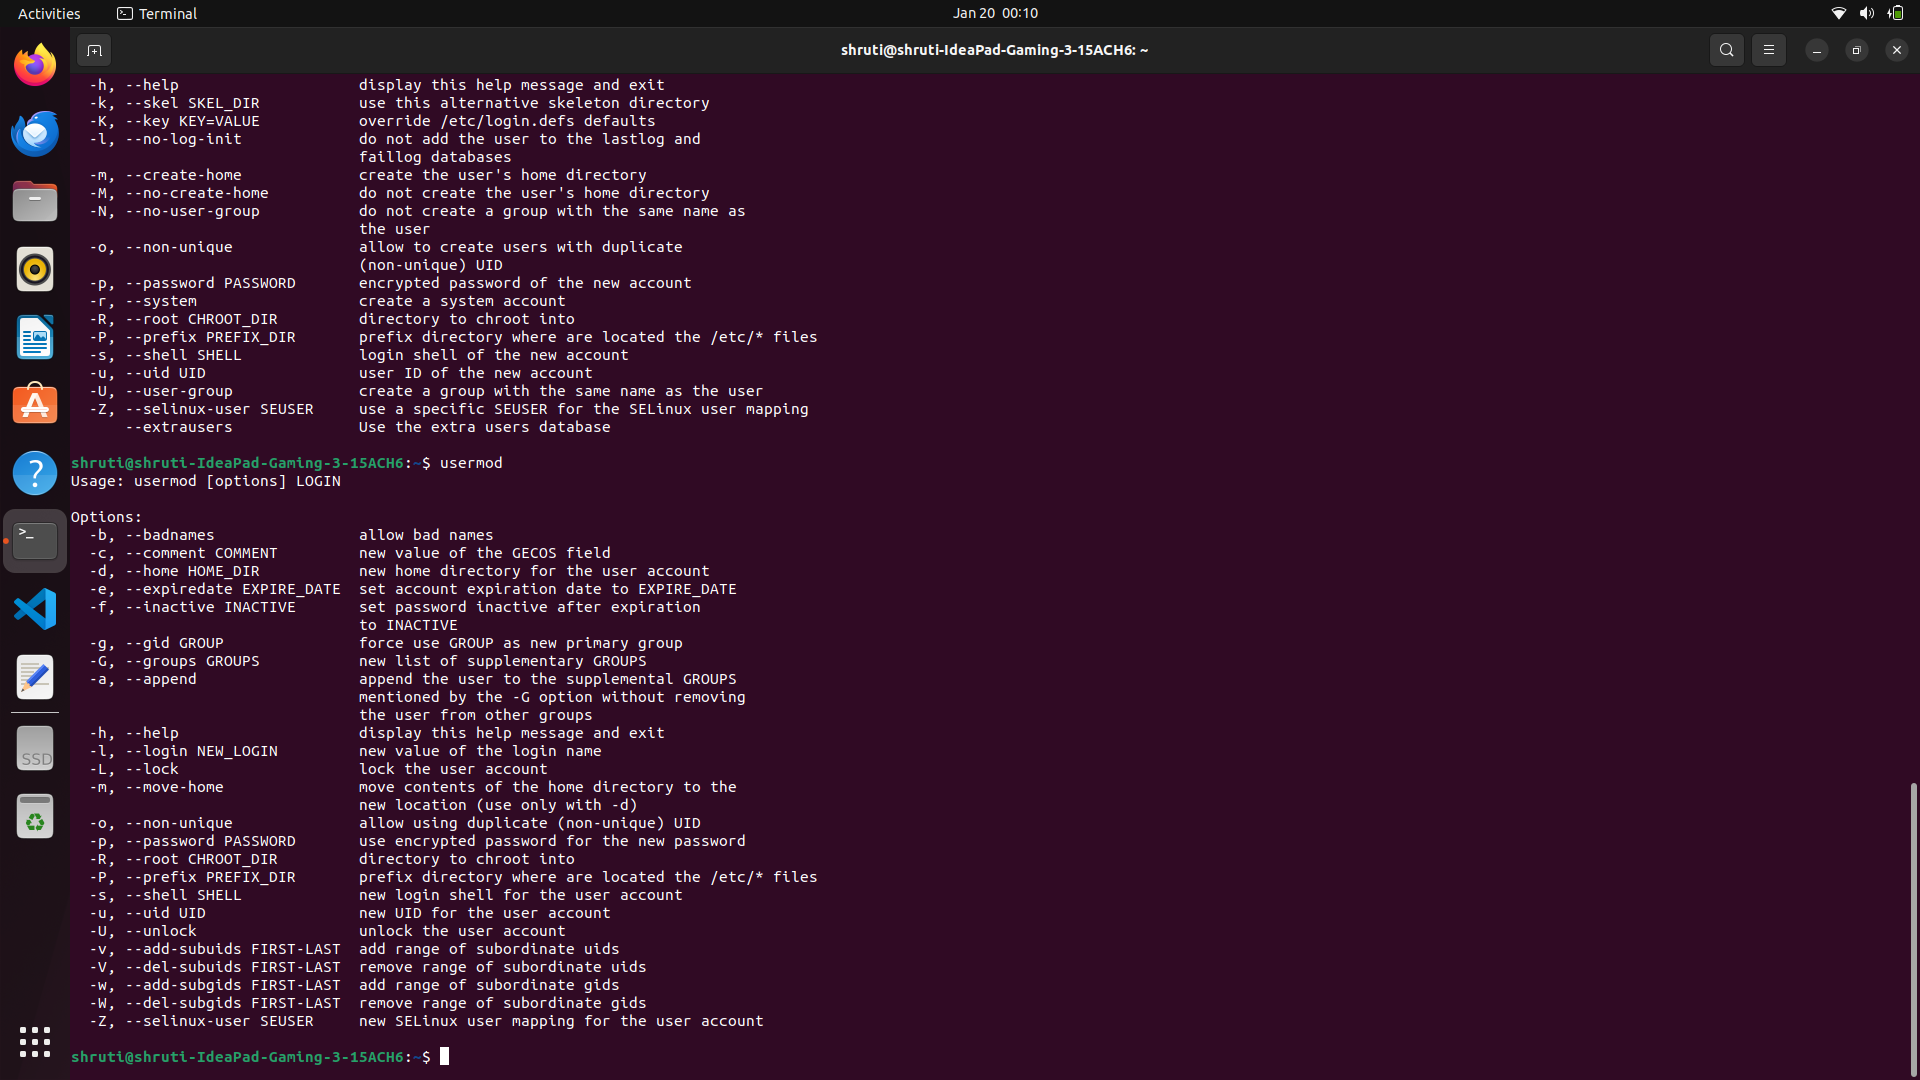 Activities
Terminal
Jan 20 00:10
shruti@shruti-IdeaPad-Gaming-3-15ACH6: ~
-h, --help                    display this help message and exit
-k, --skel SKEL_DIR           use this alternative skeleton directory
-K, --key KEY=VALUE           override /etc/login.defs defaults
-l, --no-log-init             do not add the user to the lastlog and
faillog databases
-m, --create-home             create the user's home directory
-M, --no-create-home          do not create the user's home directory
-N, --no-user-group           do not create a group with the same name as
the user
-o, --non-unique              allow to create users with duplicate
(non-unique) UID
-p, --password PASSWORD       encrypted password of the new account
-r, --system                  create a system account
-R, --root CHROOT_DIR         directory to chroot into
-P, --prefix PREFIX_DIR       prefix directory where are located the /etc/* files
-s, --shell SHELL             login shell of the new account
-u, --uid UID                 user ID of the new account
-U, --user-group              create a group with the same name as the user
-Z, --selinux-user SEUSER     use a specific SEUSER for the SELinux user mapping
--extrausers              Use the extra users database
shruti@shruti-IdeaPad-Gaming-3-15ACH6:~$ usermod
Usage: usermod [options] LOGIN
Options:
-b, --badnames                allow bad names
-c, --comment COMMENT         new value of the GECOS field
-d, --home HOME_DIR           new home directory for the user account
-e, --expiredate EXPIRE_DATE  set account expiration date to EXPIRE_DATE
-f, --inactive INACTIVE       set password inactive after expiration
to INACTIVE
-g, --gid GROUP               force use GROUP as new primary group
-G, --groups GROUPS           new list of supplementary GROUPS
-a, --append                  append the user to the supplemental GROUPS
mentioned by the -G option without removing
the user from other groups
-h, --help                    display this help message and exit
-l, --login NEW_LOGIN         new value of the login name
-L, --lock                    lock the user account
-m, --move-home               move contents of the home directory to the
new location (use only with -d)
-o, --non-unique              allow using duplicate (non-unique) UID
-p, --password PASSWORD       use encrypted password for the new password
-R, --root CHROOT_DIR         directory to chroot into
-P, --prefix PREFIX_DIR       prefix directory where are located the /etc/* files
-s, --shell SHELL             new login shell for the user account
-u, --uid UID                 new UID for the user account
-U, --unlock                  unlock the user account
-v, --add-subuids FIRST-LAST  add range of subordinate uids
-V, --del-subuids FIRST-LAST  remove range of subordinate uids
-w, --add-subgids FIRST-LAST  add range of subordinate gids
-W, --del-subgids FIRST-LAST  remove range of subordinate gids
-Z, --selinux-user SEUSER     new SELinux user mapping for the user account
shruti@shruti-IdeaPad-Gaming-3-15ACH6:~$
SSD